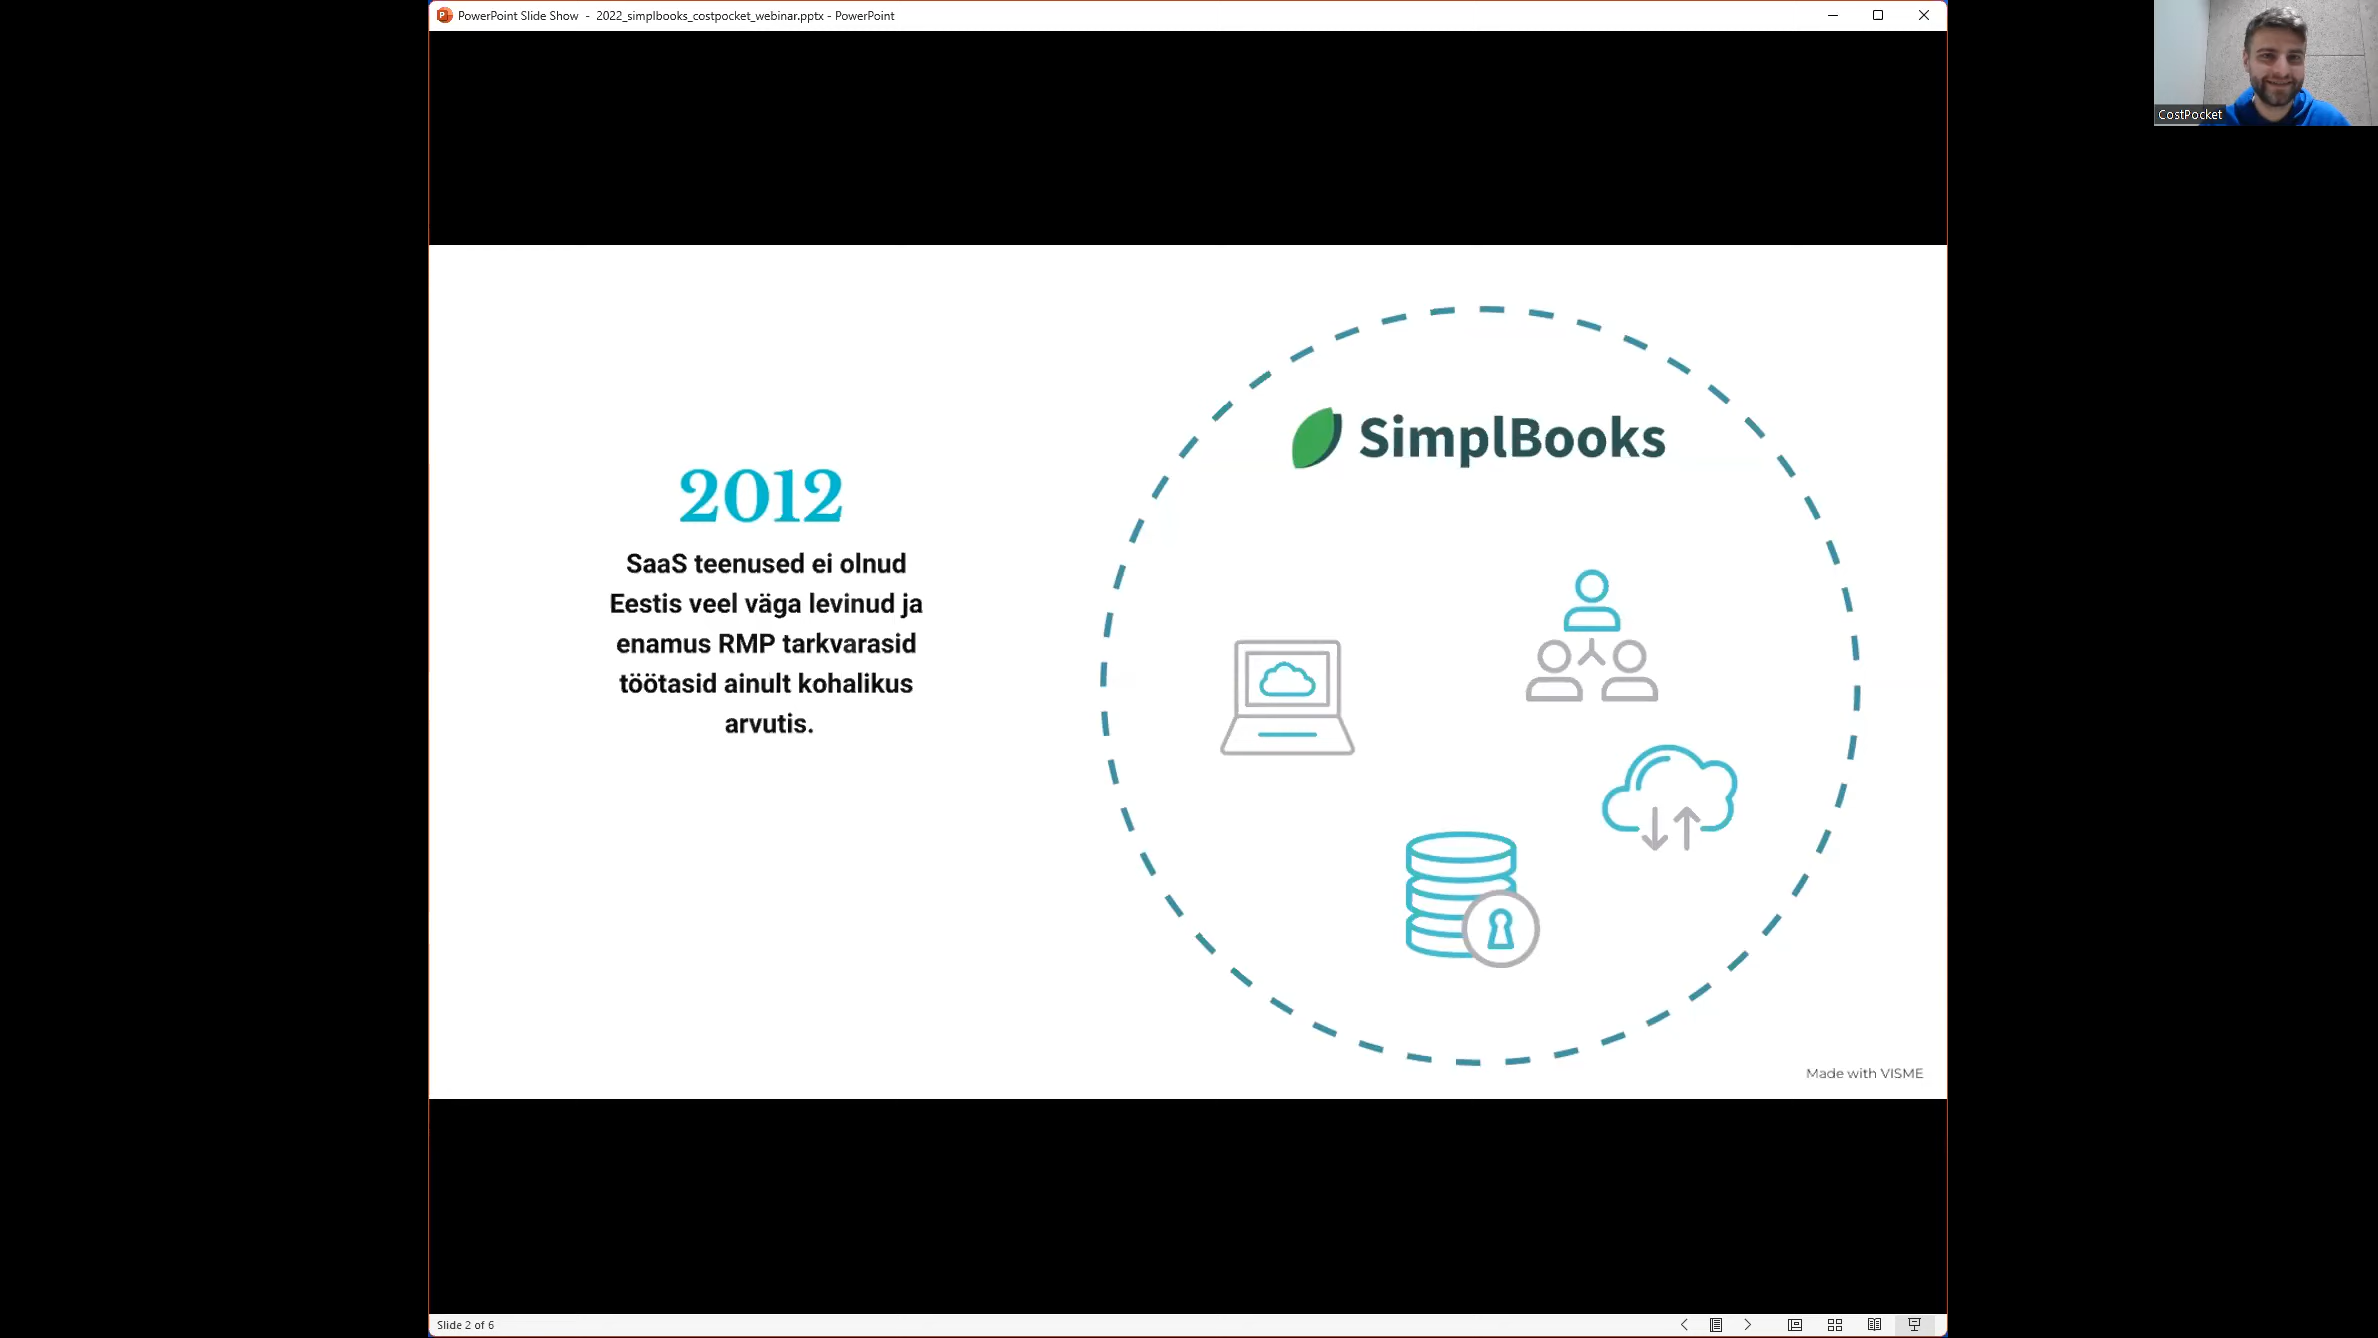 PowerPoint Slide Show - 2022_simplbooks_costpocket_webinar.pptx - PowerPoint
CostPocket
SimplBooks
2012
SaaS teenused ei olnud
Eestis veel väga levinud ja
enamus RMP tarkvarasid
töötasid ainult kohalikus
arvutis.
Made with VISME
Slide 2 of 6